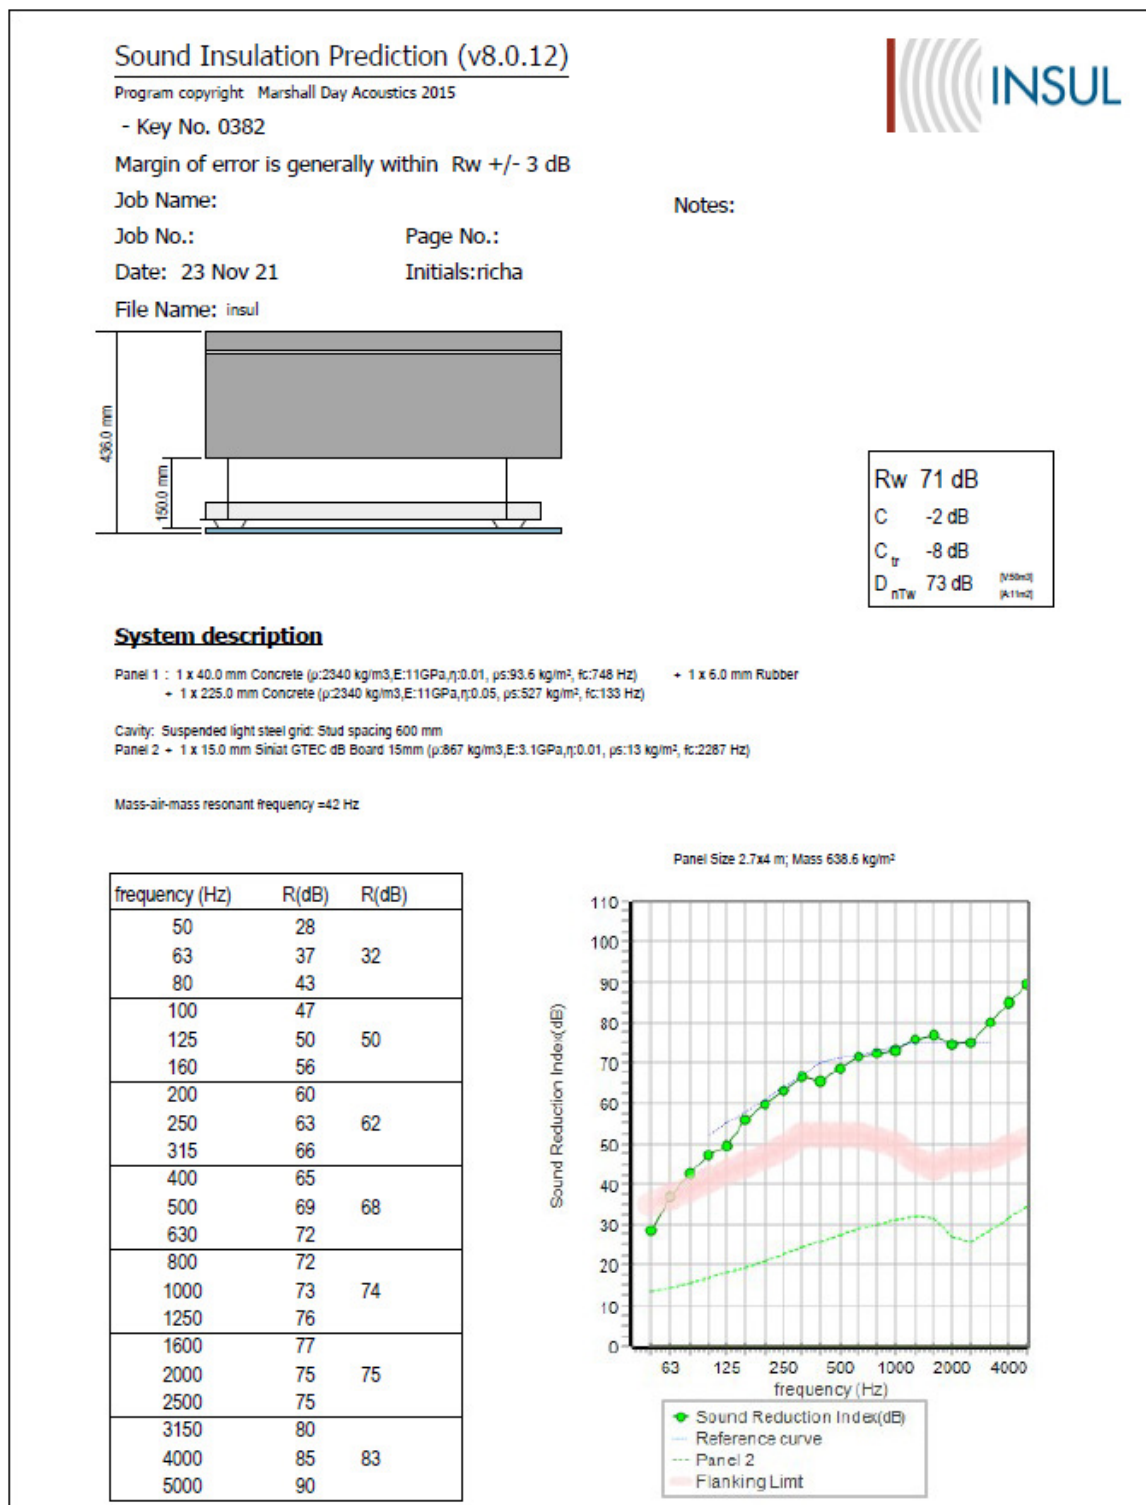 Sound Insulation Prediction (v8.0.12)
INSUL
Program copyright   Marshall Day Acoustics 2015
- Key No. 0382
Margin of error is generally within  Rw +/- 3 dB
Job Name:
Notes:
Job No.:
Page No.:
Date:  23 Nov 21
Initials:richa
File Name: insul
436.0 mm
150.0 mm
Rw  71 dB
C  -2 dB
Ctr  -8 dB
DnTw  73 dB  [V:50m3]
[A:11m2]
System description
Panel 1 :  1 x 40.0 mm Concrete (ρ:2340 kg/m3,E:11GPa,η:0.01, ρs:93.6 kg/m², fc:748 Hz)  + 1 x 6.0 mm Rubber
+ 1 x 225.0 mm Concrete (ρ:2340 kg/m3,E:11GPa,η:0.05, ρs:527 kg/m², fc:133 Hz)
Cavity:  Suspended light steel grid: Stud spacing 600 mm
Panel 2 + 1 x 15.0 mm Siniat GTEC dB Board 15mm (ρ:867 kg/m3,E:3.1GPa,η:0.01, ρs:13 kg/m², fc:2287 Hz)
Mass-air-mass resonant frequency =42 Hz
frequency (Hz)  R(dB)  R(dB)
50  28
63  37  32
80  43
100  47
125  50  50
160  56
200  60
250  63  62
315  66
400  65
500  69  68
630  72
800  72
1000  73  74
1250  76
1600  77
2000  75  75
2500  75
3150  80
4000  85  83
5000  90
Panel Size 2.7x4 m; Mass 638.6 kg/m²
Sound Reduction Index(dB)
110
100
90
80
70
60
50
40
30
20
10
0
63  125  250  500  1000  2000  4000
frequency (Hz)
Sound Reduction Index(dB)
Reference curve
Panel 2
Flanking Limt